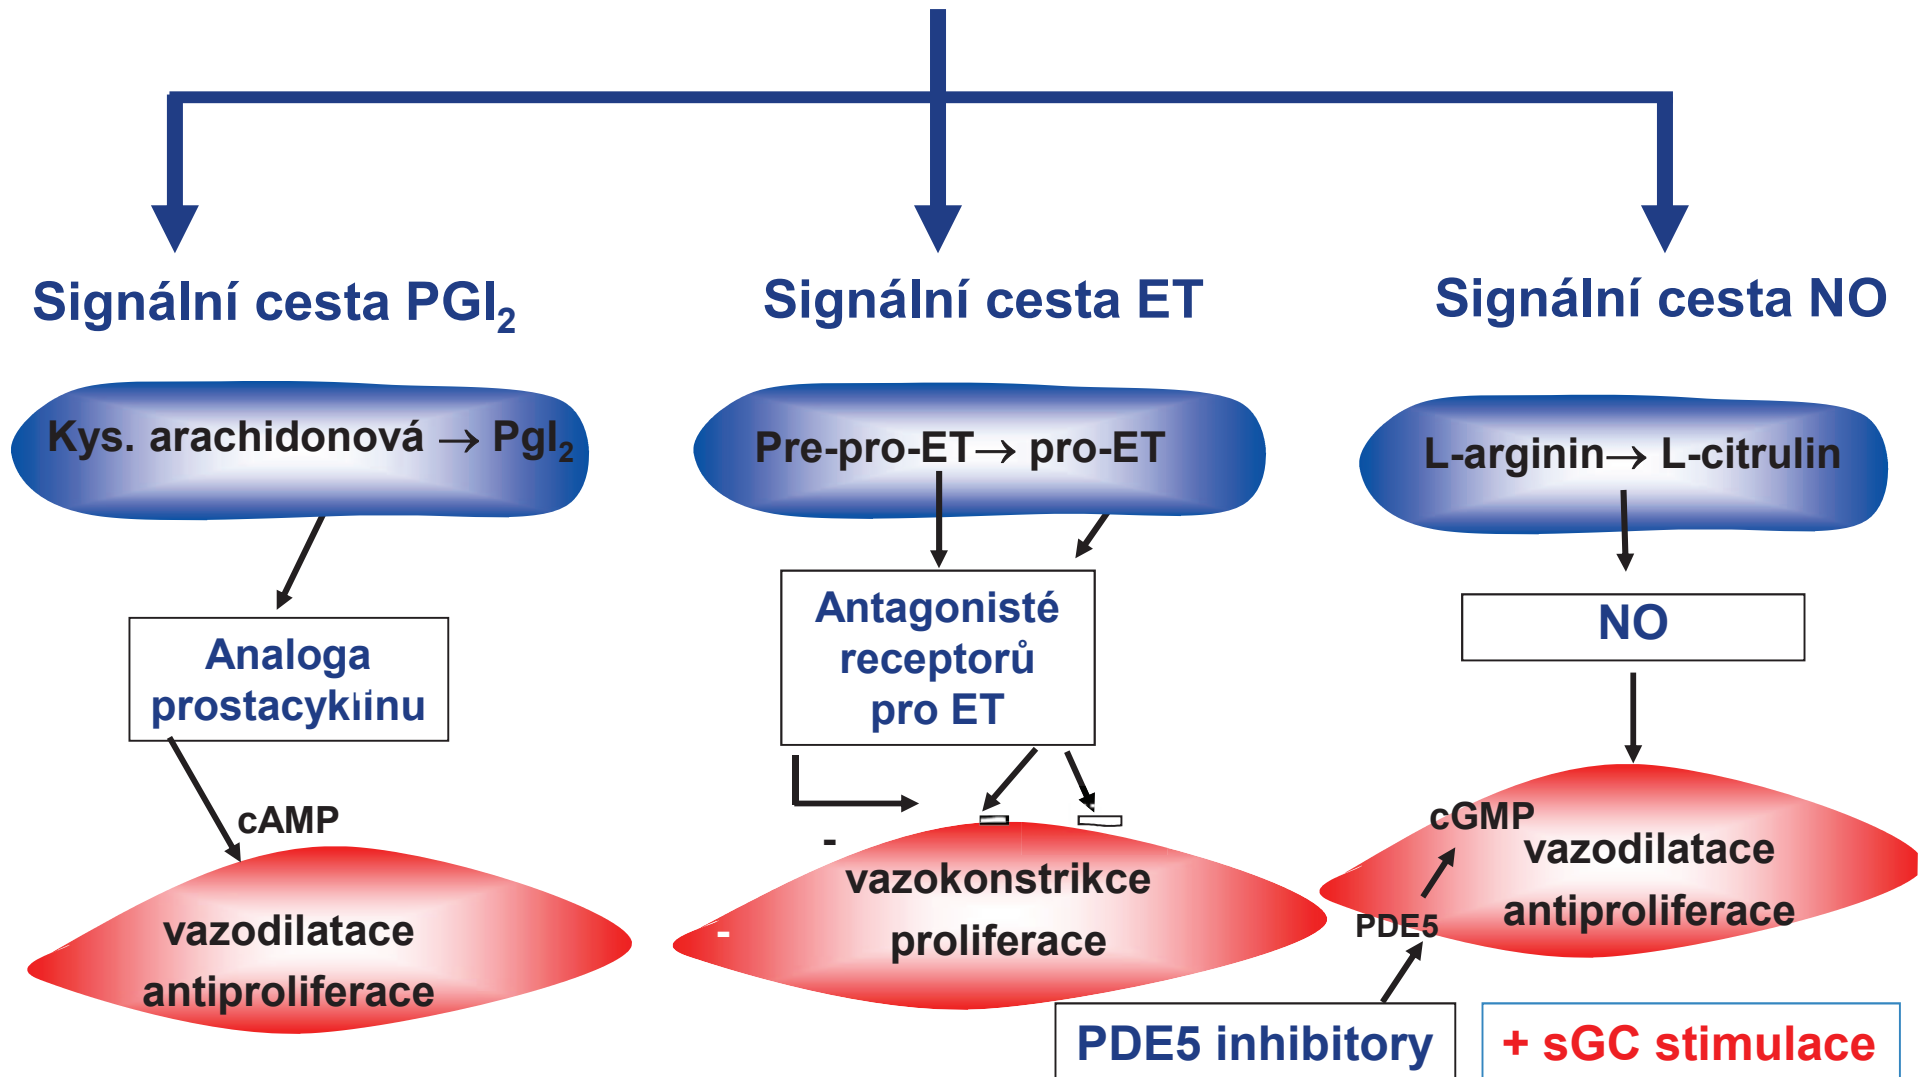 Signální cesta PGI₂
Kys. arachidonová → PgI₂
Analoga
prostacyklinu
cAMP
vazodilatace
antiproliferace
Signální cesta ET
Pre-pro-ET→ pro-ET
Antagonisté
receptorů
pro ET
-
-
vazokonstrikce
proliferace
Signální cesta NO
L-arginin→ L-citrulin
NO
cGMP
vazodilatace
antiproliferace
PDE5
PDE5 inhibitory
+ sGC stimulace